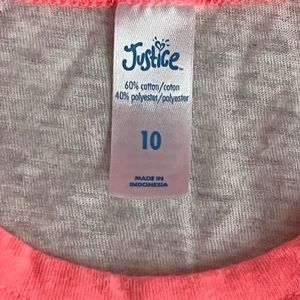 Justice
60% cotton/coton
40% polyester/polyester
10
MADE IN
INDONESIA